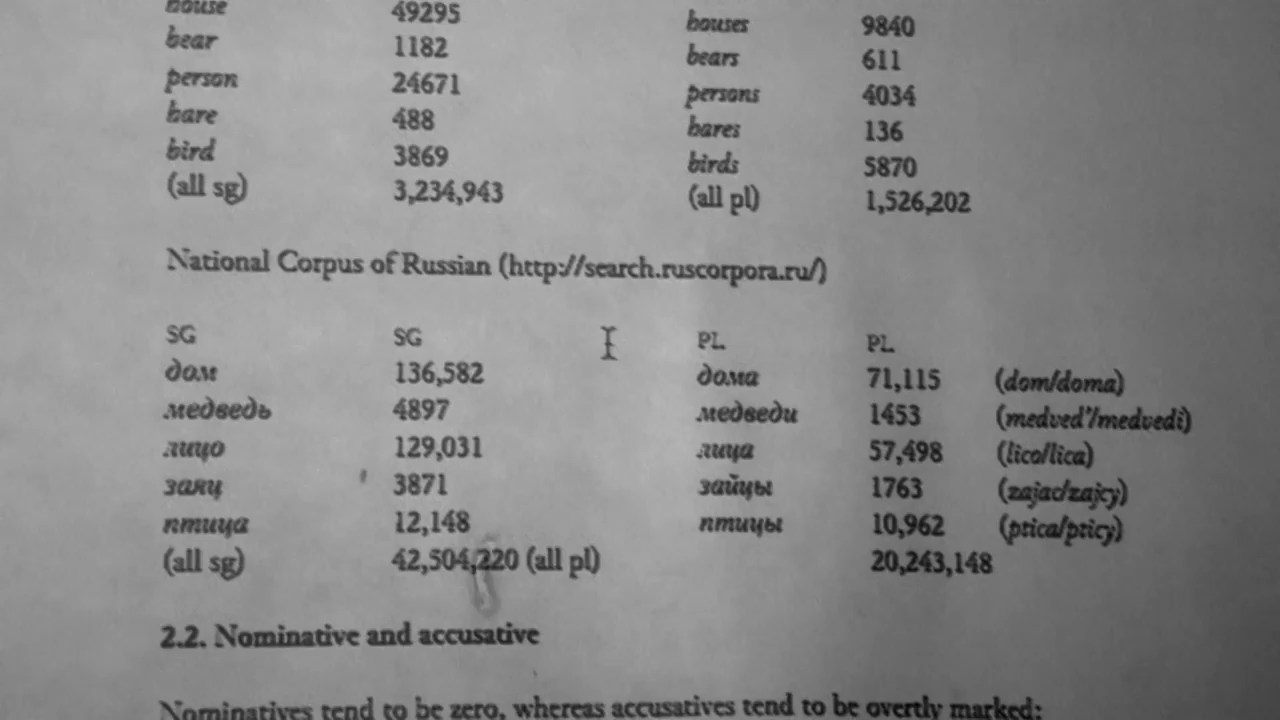 house 49295 houses 9840
bear 1182 bears 611
person 24671 persons 4034
hare 488 hares 136
bird 3869 birds 5870
(all sg) 3,234,943 (all pl) 1,526,202
National Corpus of Russian (http://search.ruscorpora.ru/)
SG SG PL PL
дом 136,582 дома 71,115 (dom/doma)
медведь 4897 медведи 1453 (medved'/medvedi)
лицо 129,031 лица 57,498 (lico/lica)
заяц 3871 зайцы 1763 (zajac/zajcy)
птица 12,148 птицы 10,962 (ptica/pticy)
(all sg) 42,504,220 (all pl) 20,243,148
2.2. Nominative and accusative
Nominatives tend to be zero, whereas accusatives tend to be overtly marked: